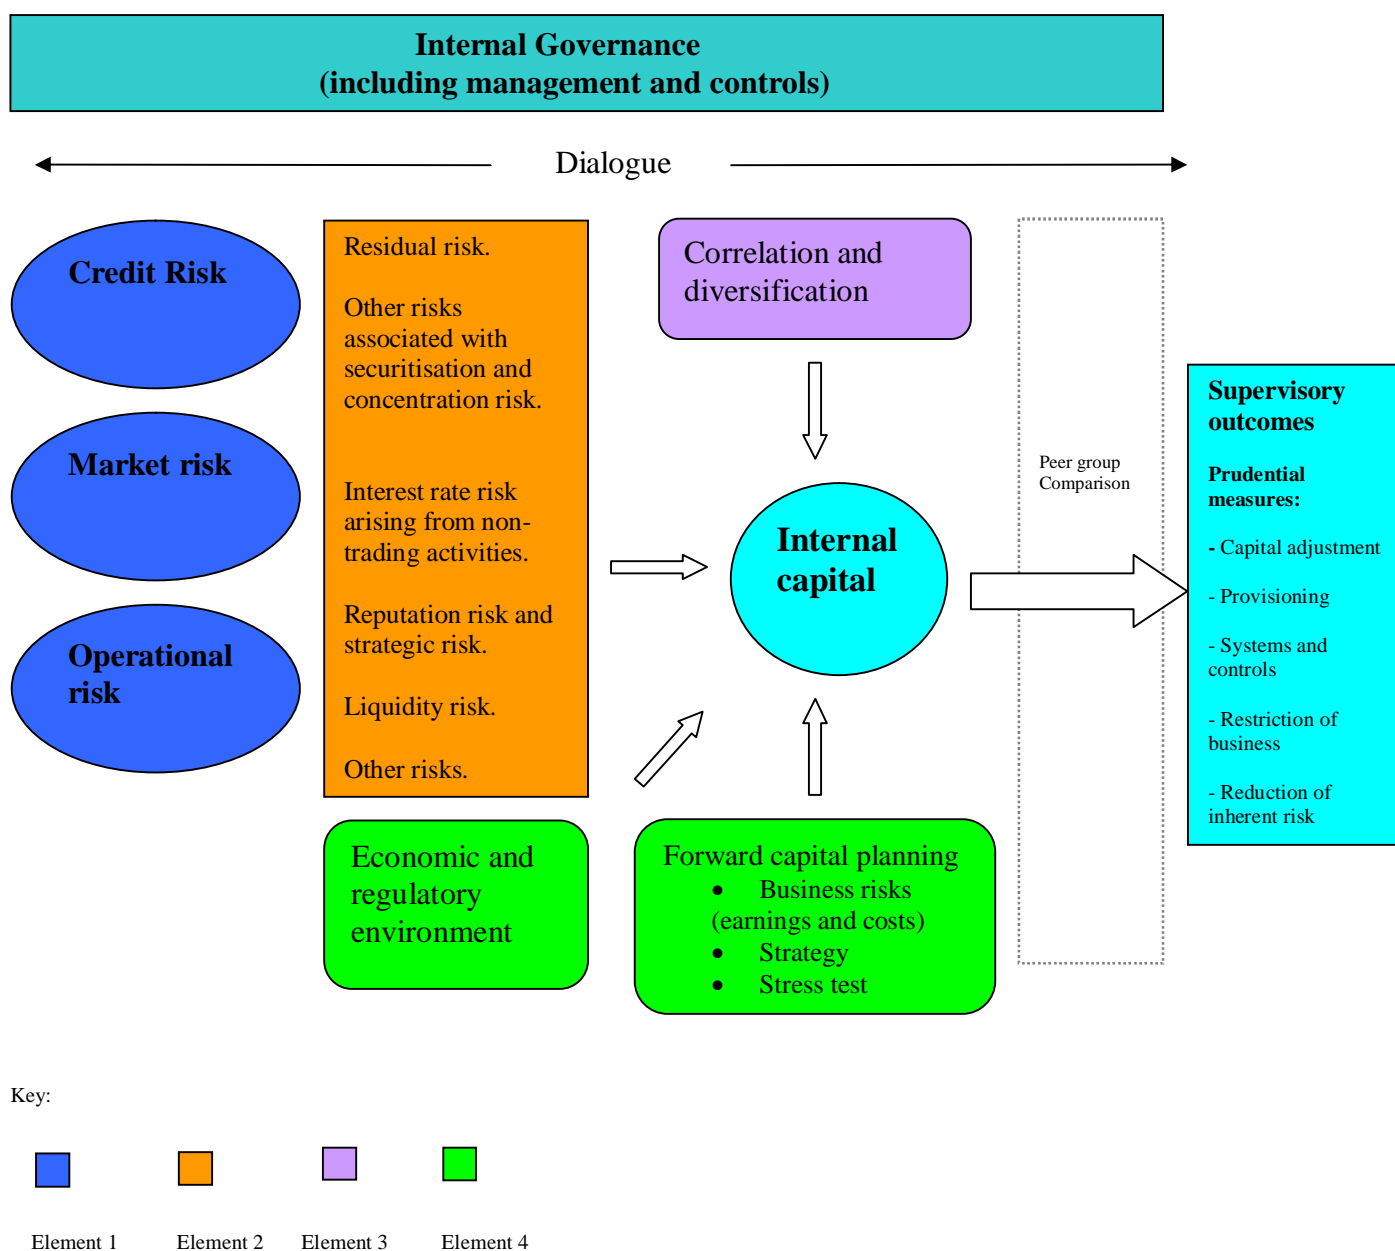 Internal Governance
(including management and controls)
Dialogue
Credit Risk
Market risk
Operational
risk
Residual risk.
Other risks
associated with
securitisation and
concentration risk.
Interest rate risk
arising from non-
trading activities.
Reputation risk and
strategic risk.
Liquidity risk.
Other risks.
Economic and
regulatory
environment
Correlation and
diversification
Internal
capital
Forward capital planning
• Business risks
(earnings and costs)
• Strategy
• Stress test
Peer group
Comparison
Supervisory
outcomes
Prudential
measures:
- Capital adjustment
- Provisioning
- Systems and
controls
- Restriction of
business
- Reduction of
inherent risk
Key:
Element 1 Element 2 Element 3 Element 4